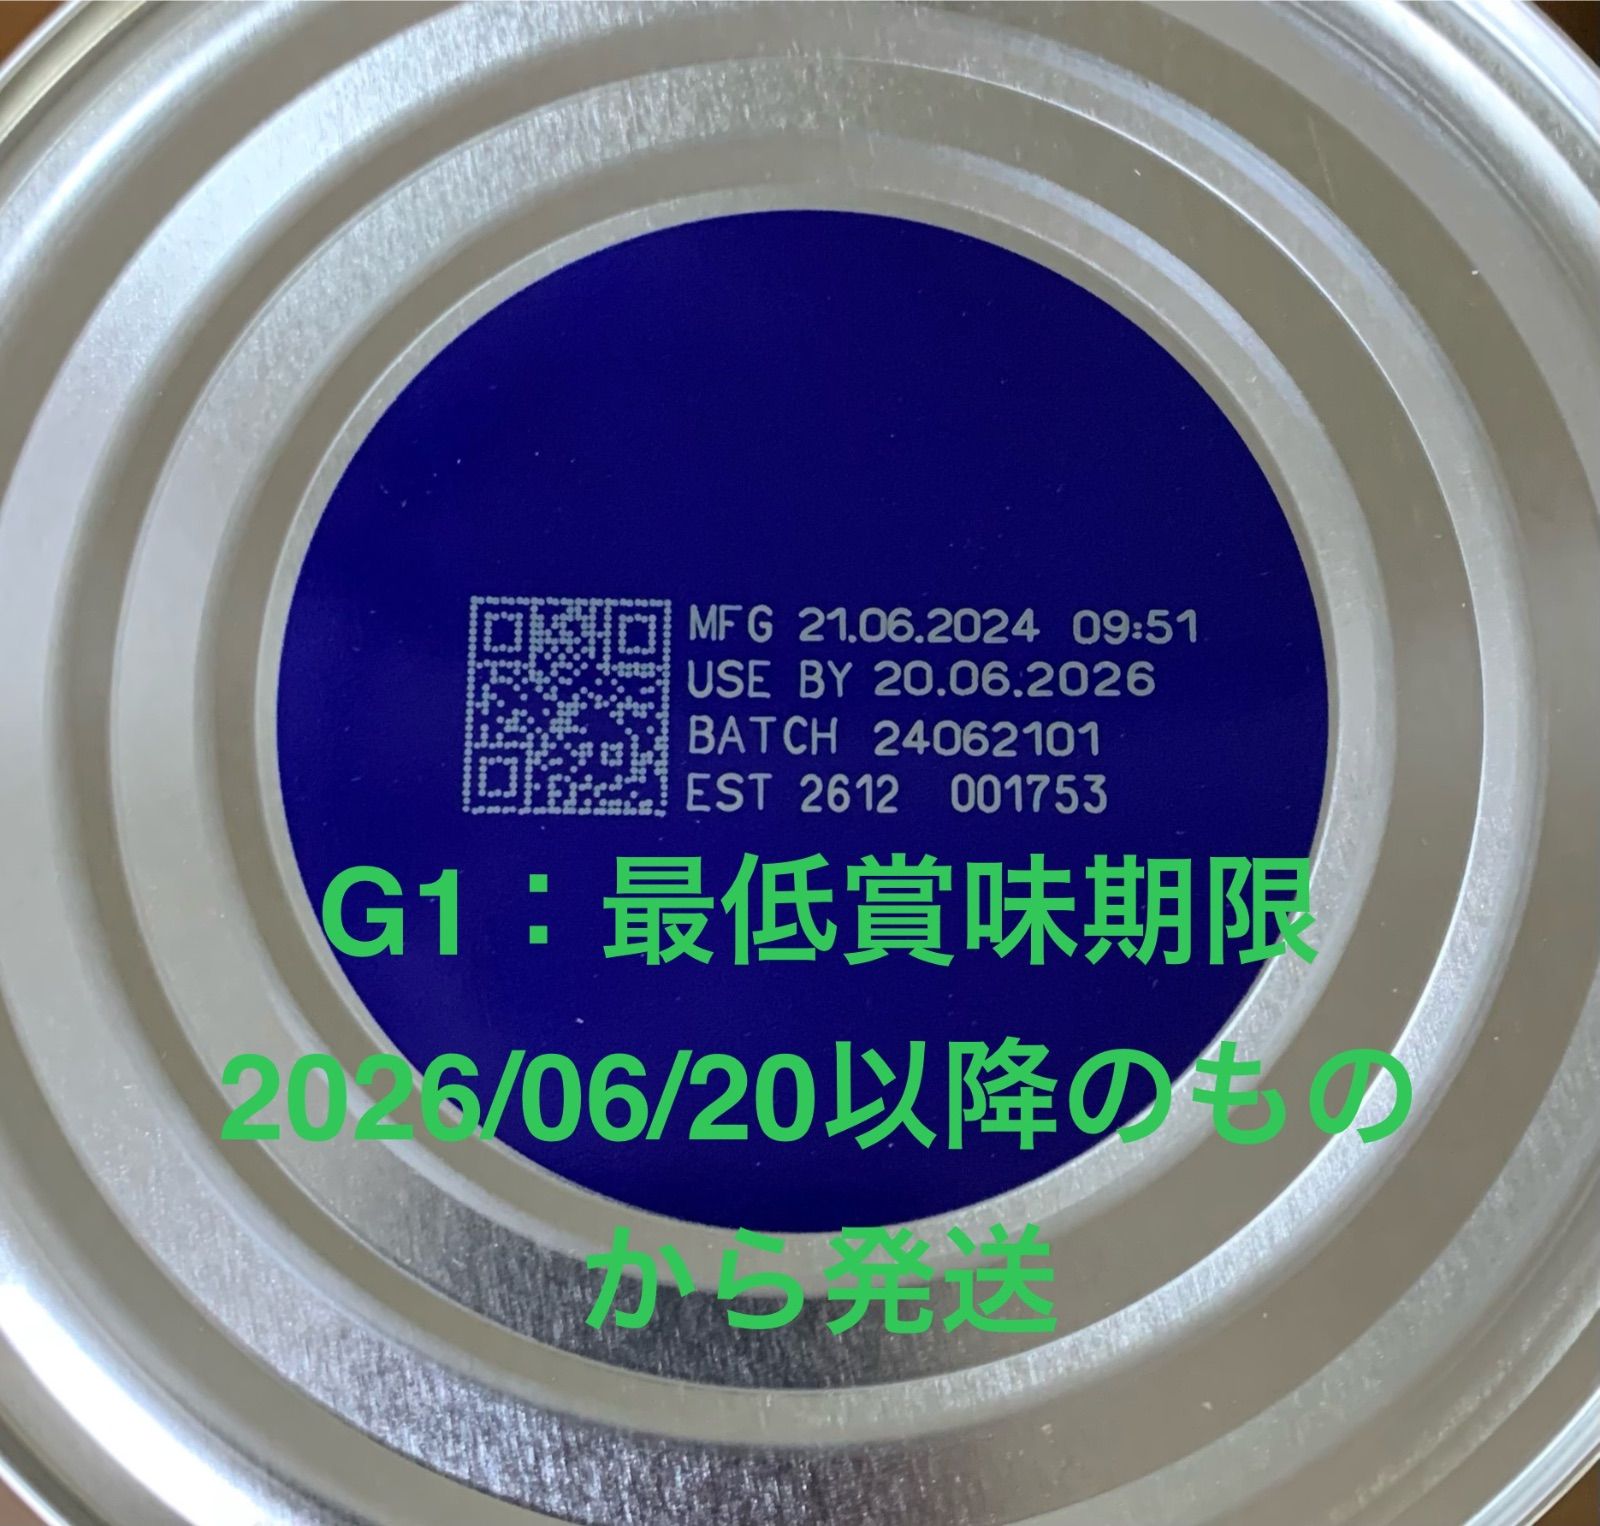 MFG 21.06.2024 09:51
USE BY 20.06.2026
BATCH 24062101
EST 2612 001753
G1：最低賞味期限
2026/06/20以降のもの
から発送